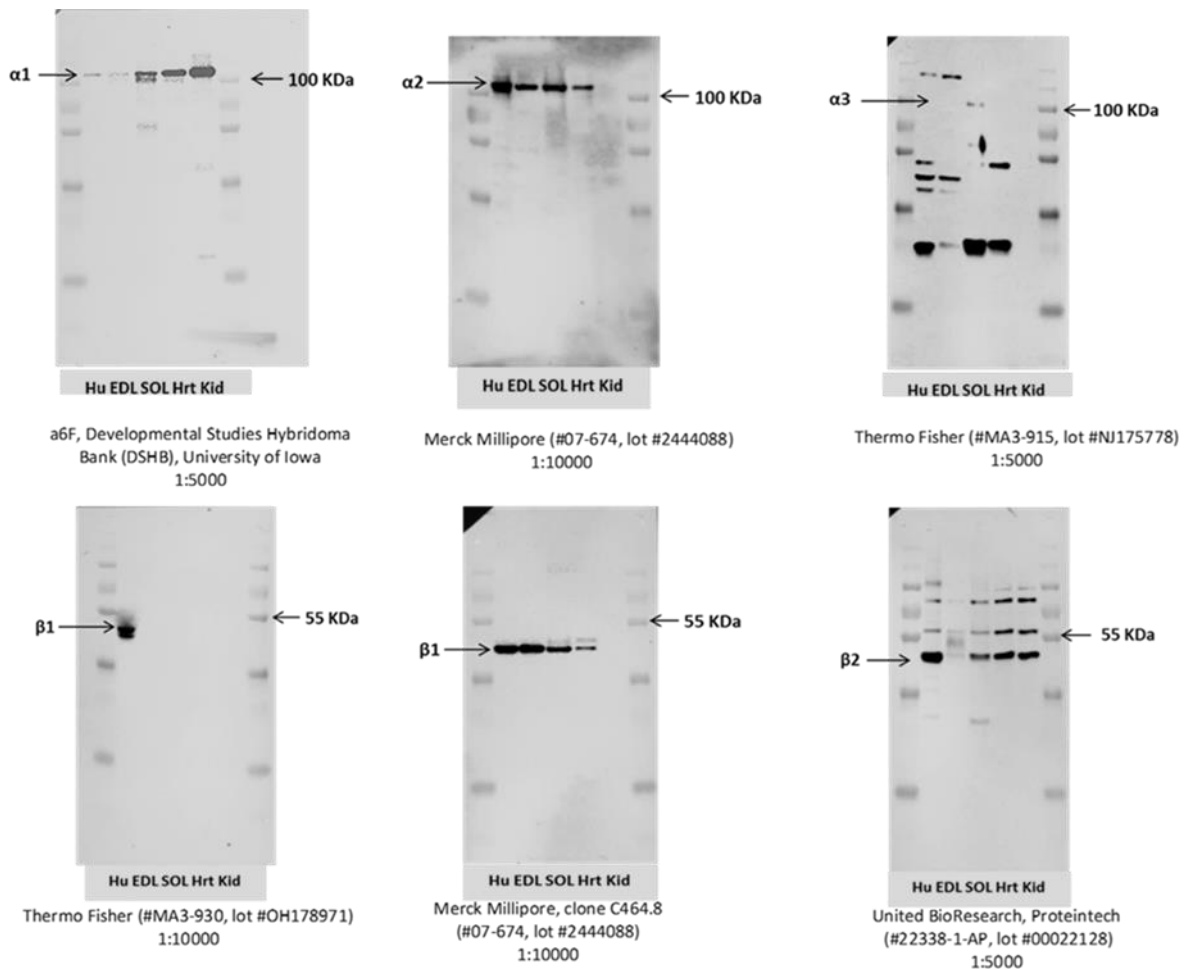 α1
100 KDa
Hu EDL SOL Hrt Kid
a6F, Developmental Studies Hybridoma
Bank (DSHB), University of Iowa
1:5000
α2
100 KDa
Hu EDL SOL Hrt Kid
Merck Millipore (#07-674, lot #2444088)
1:10000
α3
100 KDa
Hu EDL SOL Hrt Kid
Thermo Fisher (#MA3-915, lot #NJ175778)
1:5000
β1
55 KDa
Hu EDL SOL Hrt Kid
Thermo Fisher (#MA3-930, lot #OH178971)
1:10000
β1
55 KDa
Hu EDL SOL Hrt Kid
Merck Millipore, clone C464.8
(#07-674, lot #2444088)
1:10000
β2
55 KDa
Hu EDL SOL Hrt Kid
United BioResearch, Proteintech
(#22338-1-AP, lot #00022128)
1:5000